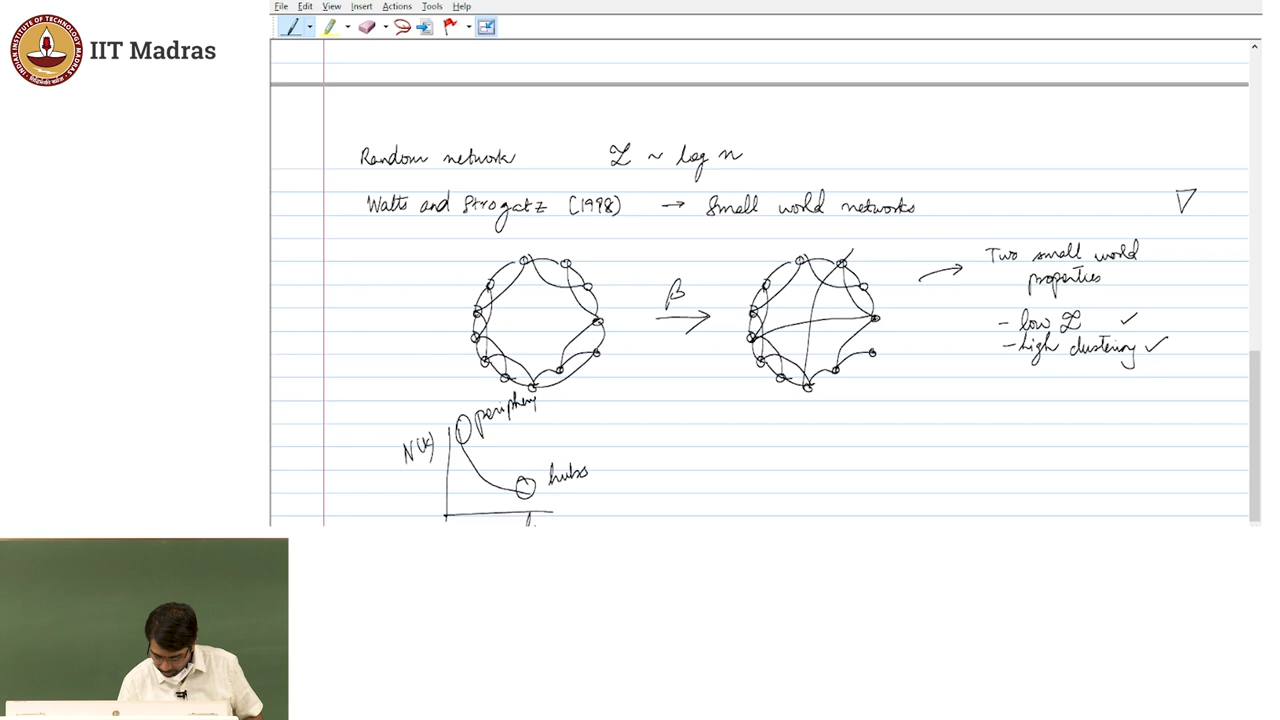 IIT Madras
File Edit View Insert Actions Tools Help
Random network L ~ log n
Watts and Strogatz (1998) → Small world networks
β
Two small world
properties
- low L ✓
- high clustering ✓
periphery
N(k)
hubs